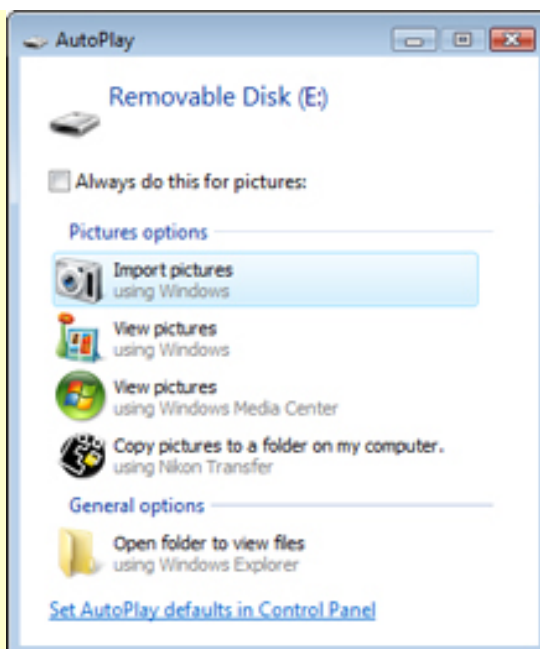 AutoPlay
Removable Disk (E:)
Always do this for pictures:
Pictures options
Import pictures
using Windows
View pictures
using Windows
View pictures
using Windows Media Center
Copy pictures to a folder on my computer.
using Nikon Transfer
General options
Open folder to view files
using Windows Explorer
Set AutoPlay defaults in Control Panel